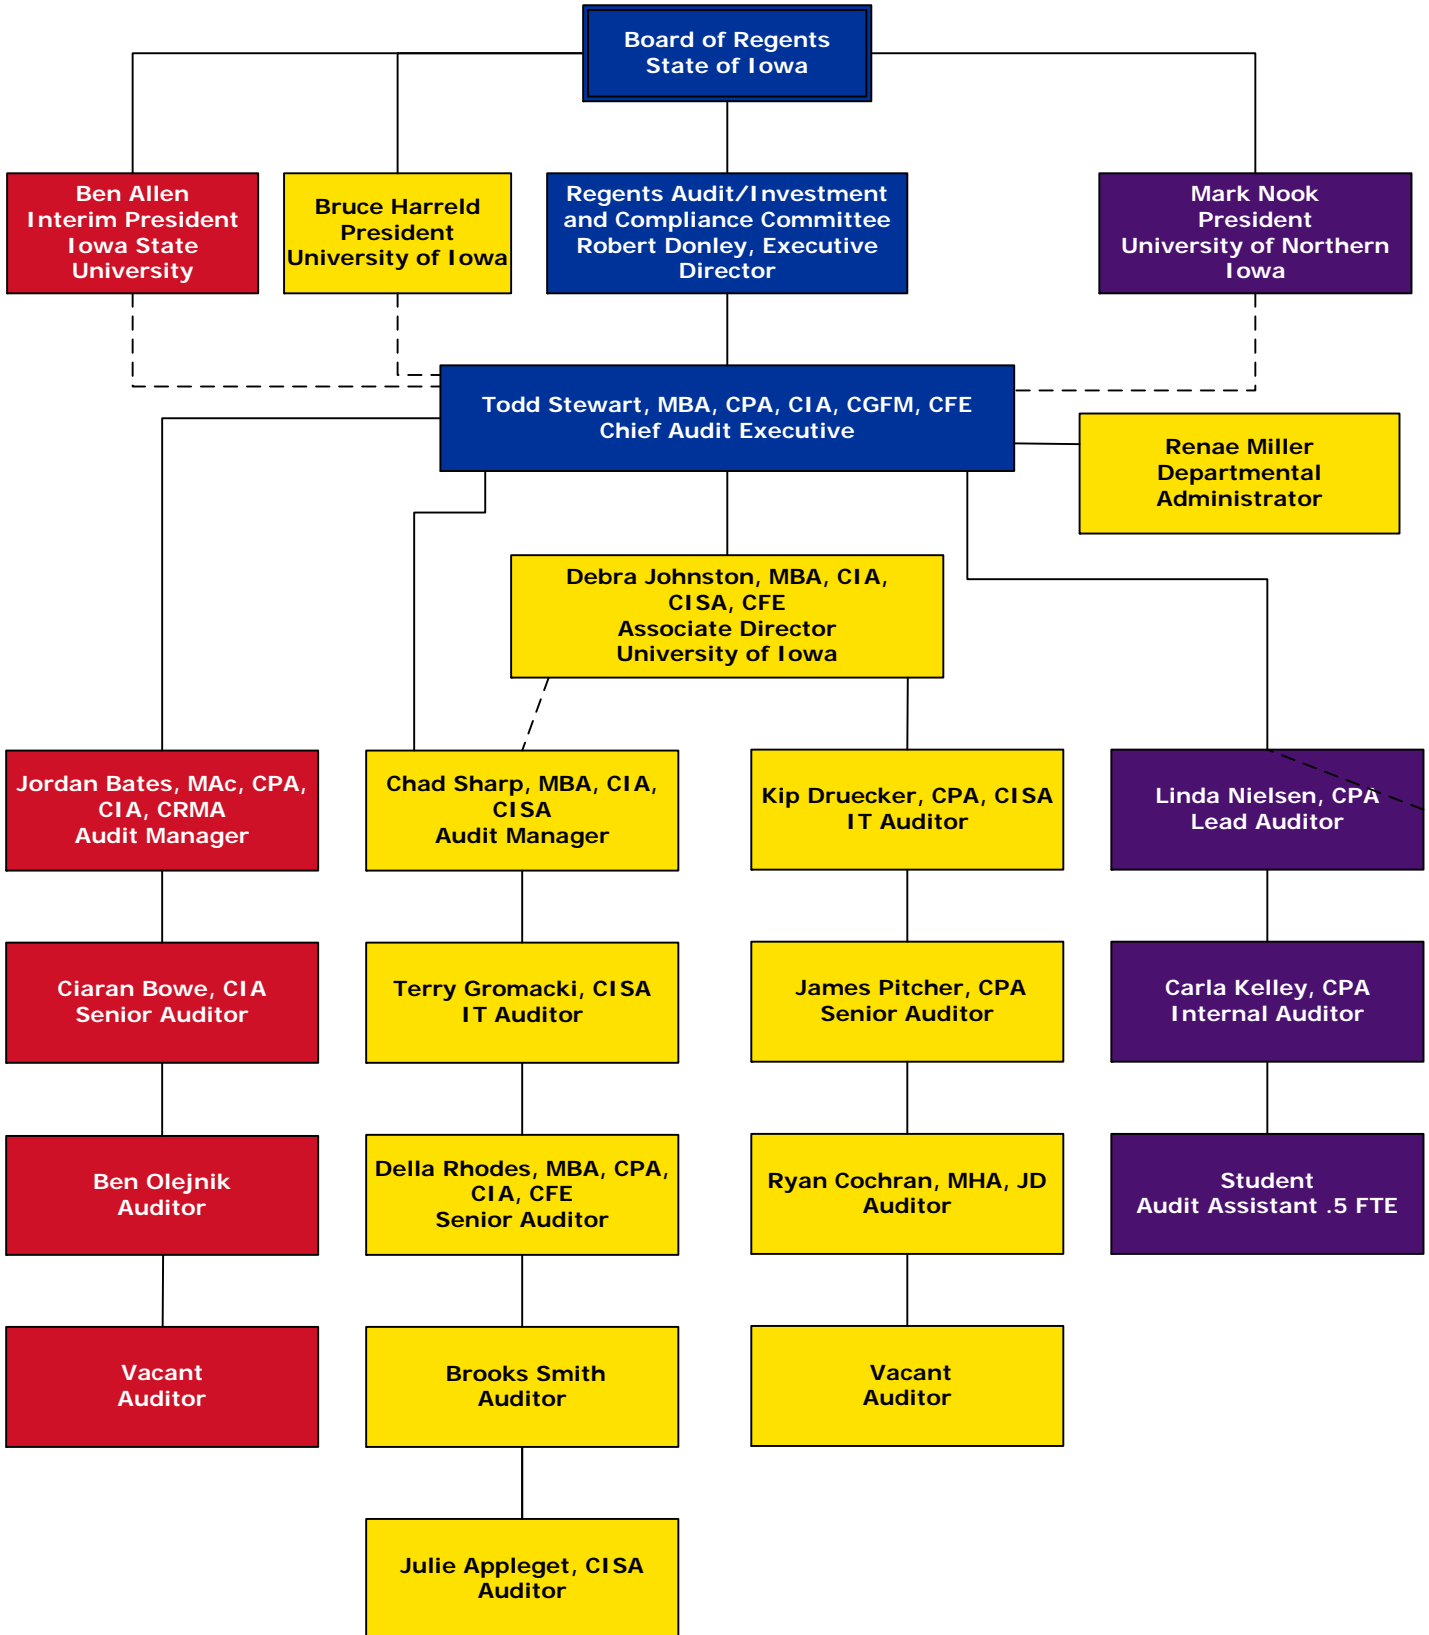 Board of Regents
State of Iowa
Ben Allen
Interim President
Iowa State
University
Bruce Harreld
President
University of Iowa
Regents Audit/Investment
and Compliance Committee
Robert Donley, Executive
Director
Mark Nook
President
University of Northern
Iowa
Todd Stewart, MBA, CPA, CIA, CGFM, CFE
Chief Audit Executive
Renae Miller
Departmental
Administrator
Debra Johnston, MBA, CIA,
CISA, CFE
Associate Director
University of Iowa
Jordan Bates, MAc, CPA,
CIA, CRMA
Audit Manager
Chad Sharp, MBA, CIA,
CISA
Audit Manager
Kip Druecker, CPA, CISA
IT Auditor
Linda Nielsen, CPA
Lead Auditor
Ciaran Bowe, CIA
Senior Auditor
Terry Gromacki, CISA
IT Auditor
James Pitcher, CPA
Senior Auditor
Carla Kelley, CPA
Internal Auditor
Ben Olejnik
Auditor
Della Rhodes, MBA, CPA,
CIA, CFE
Senior Auditor
Ryan Cochran, MHA, JD
Auditor
Student
Audit Assistant .5 FTE
Vacant
Auditor
Brooks Smith
Auditor
Vacant
Auditor
Julie Appleget, CISA
Auditor